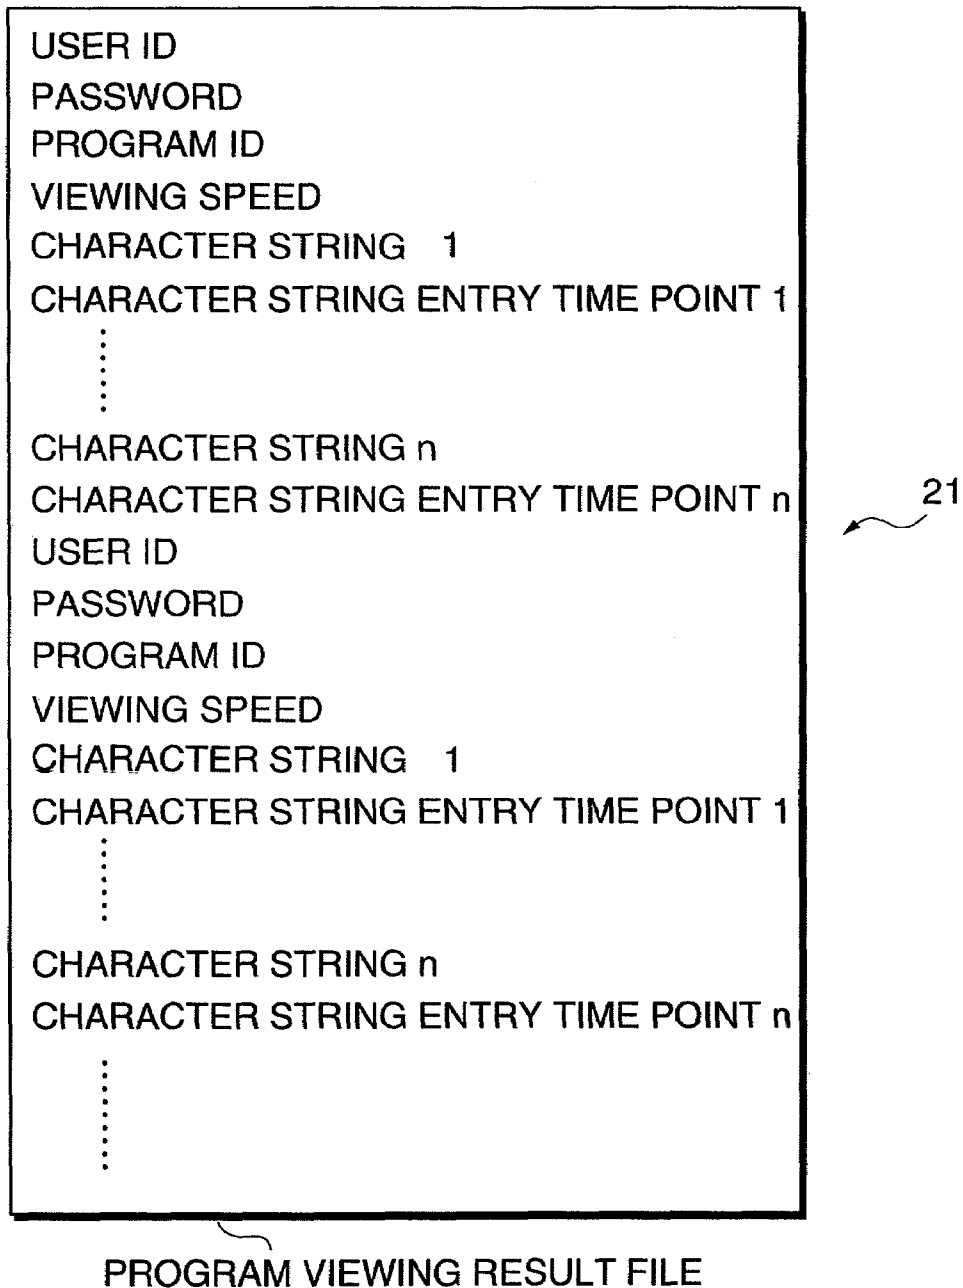 USER ID
PASSWORD
PROGRAM ID
VIEWING SPEED
CHARACTER STRING 1
CHARACTER STRING ENTRY TIME POINT 1
CHARACTER STRING n
CHARACTER STRING ENTRY TIME POINT n
21
USER ID
PASSWORD
PROGRAM ID
VIEWING SPEED
CHARACTER STRING 1
CHARACTER STRING ENTRY TIME POINT 1
CHARACTER STRING n
CHARACTER STRING ENTRY TIME POINT n
PROGRAM VIEWING RESULT FILE